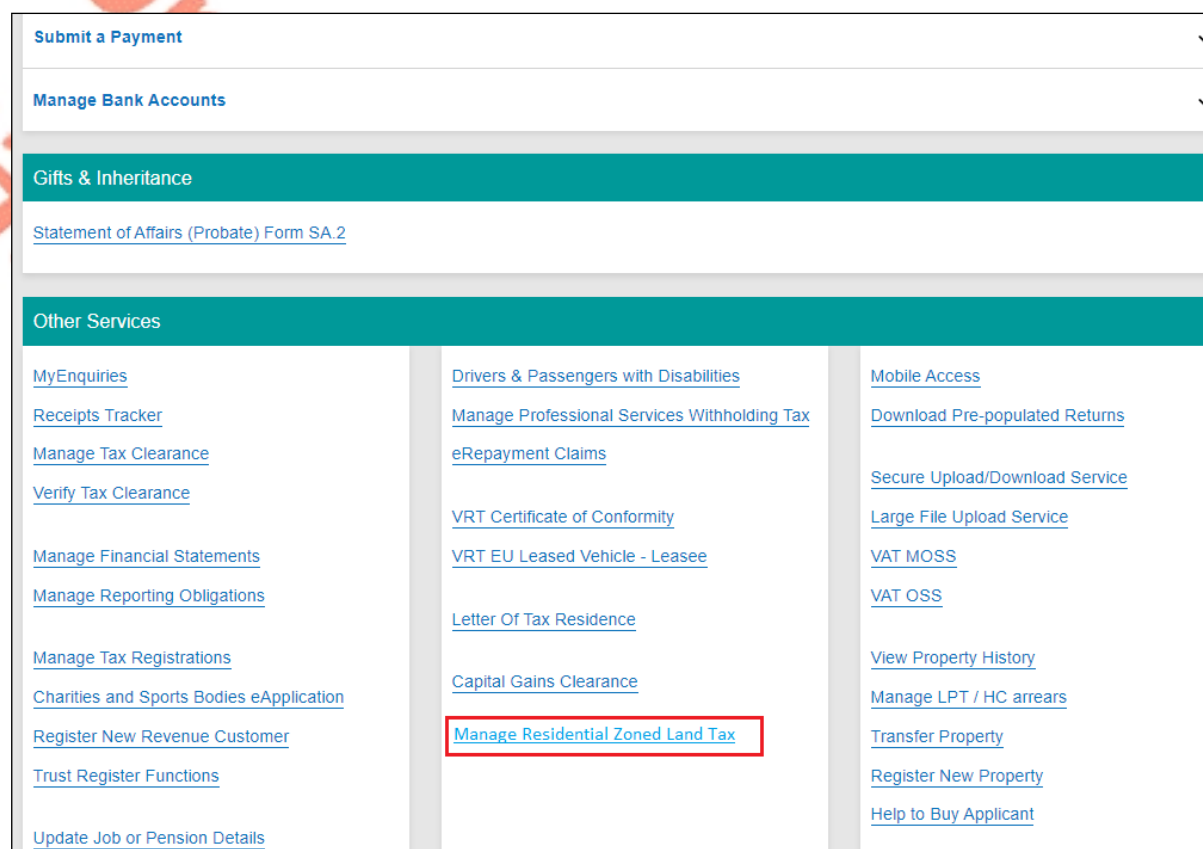 Submit a Payment
Manage Bank Accounts
Gifts & Inheritance
Statement of Affairs (Probate) Form SA.2
Other Services
MyEnquiries
Receipts Tracker
Manage Tax Clearance
Verify Tax Clearance
Manage Financial Statements
Manage Reporting Obligations
Manage Tax Registrations
Charities and Sports Bodies eApplication
Register New Revenue Customer
Trust Register Functions
Update Job or Pension Details
Drivers & Passengers with Disabilities
Manage Professional Services Withholding Tax
eRepayment Claims
VRT Certificate of Conformity
VRT EU Leased Vehicle - Leasee
Letter Of Tax Residence
Capital Gains Clearance
Manage Residential Zoned Land Tax
Mobile Access
Download Pre-populated Returns
Secure Upload/Download Service
Large File Upload Service
VAT MOSS
VAT OSS
View Property History
Manage LPT / HC arrears
Transfer Property
Register New Property
Help to Buy Applicant